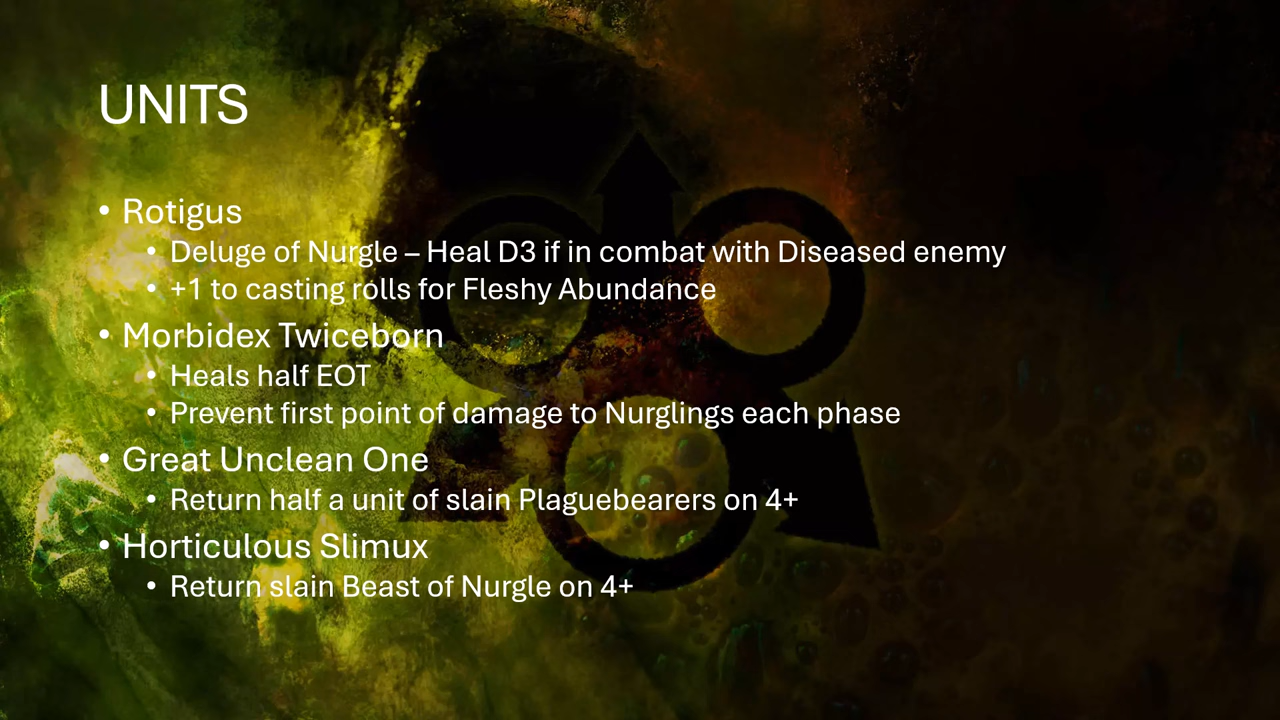 UNITS
• Rotigus
• Deluge of Nurgle – Heal D3 if in combat with Diseased enemy
• +1 to casting rolls for Fleshy Abundance
• Morbidex Twiceborn
• Heals half EOT
• Prevent first point of damage to Nurglings each phase
• Great Unclean One
• Return half a unit of slain Plaguebearers on 4+
• Horticulous Slimux
• Return slain Beast of Nurgle on 4+